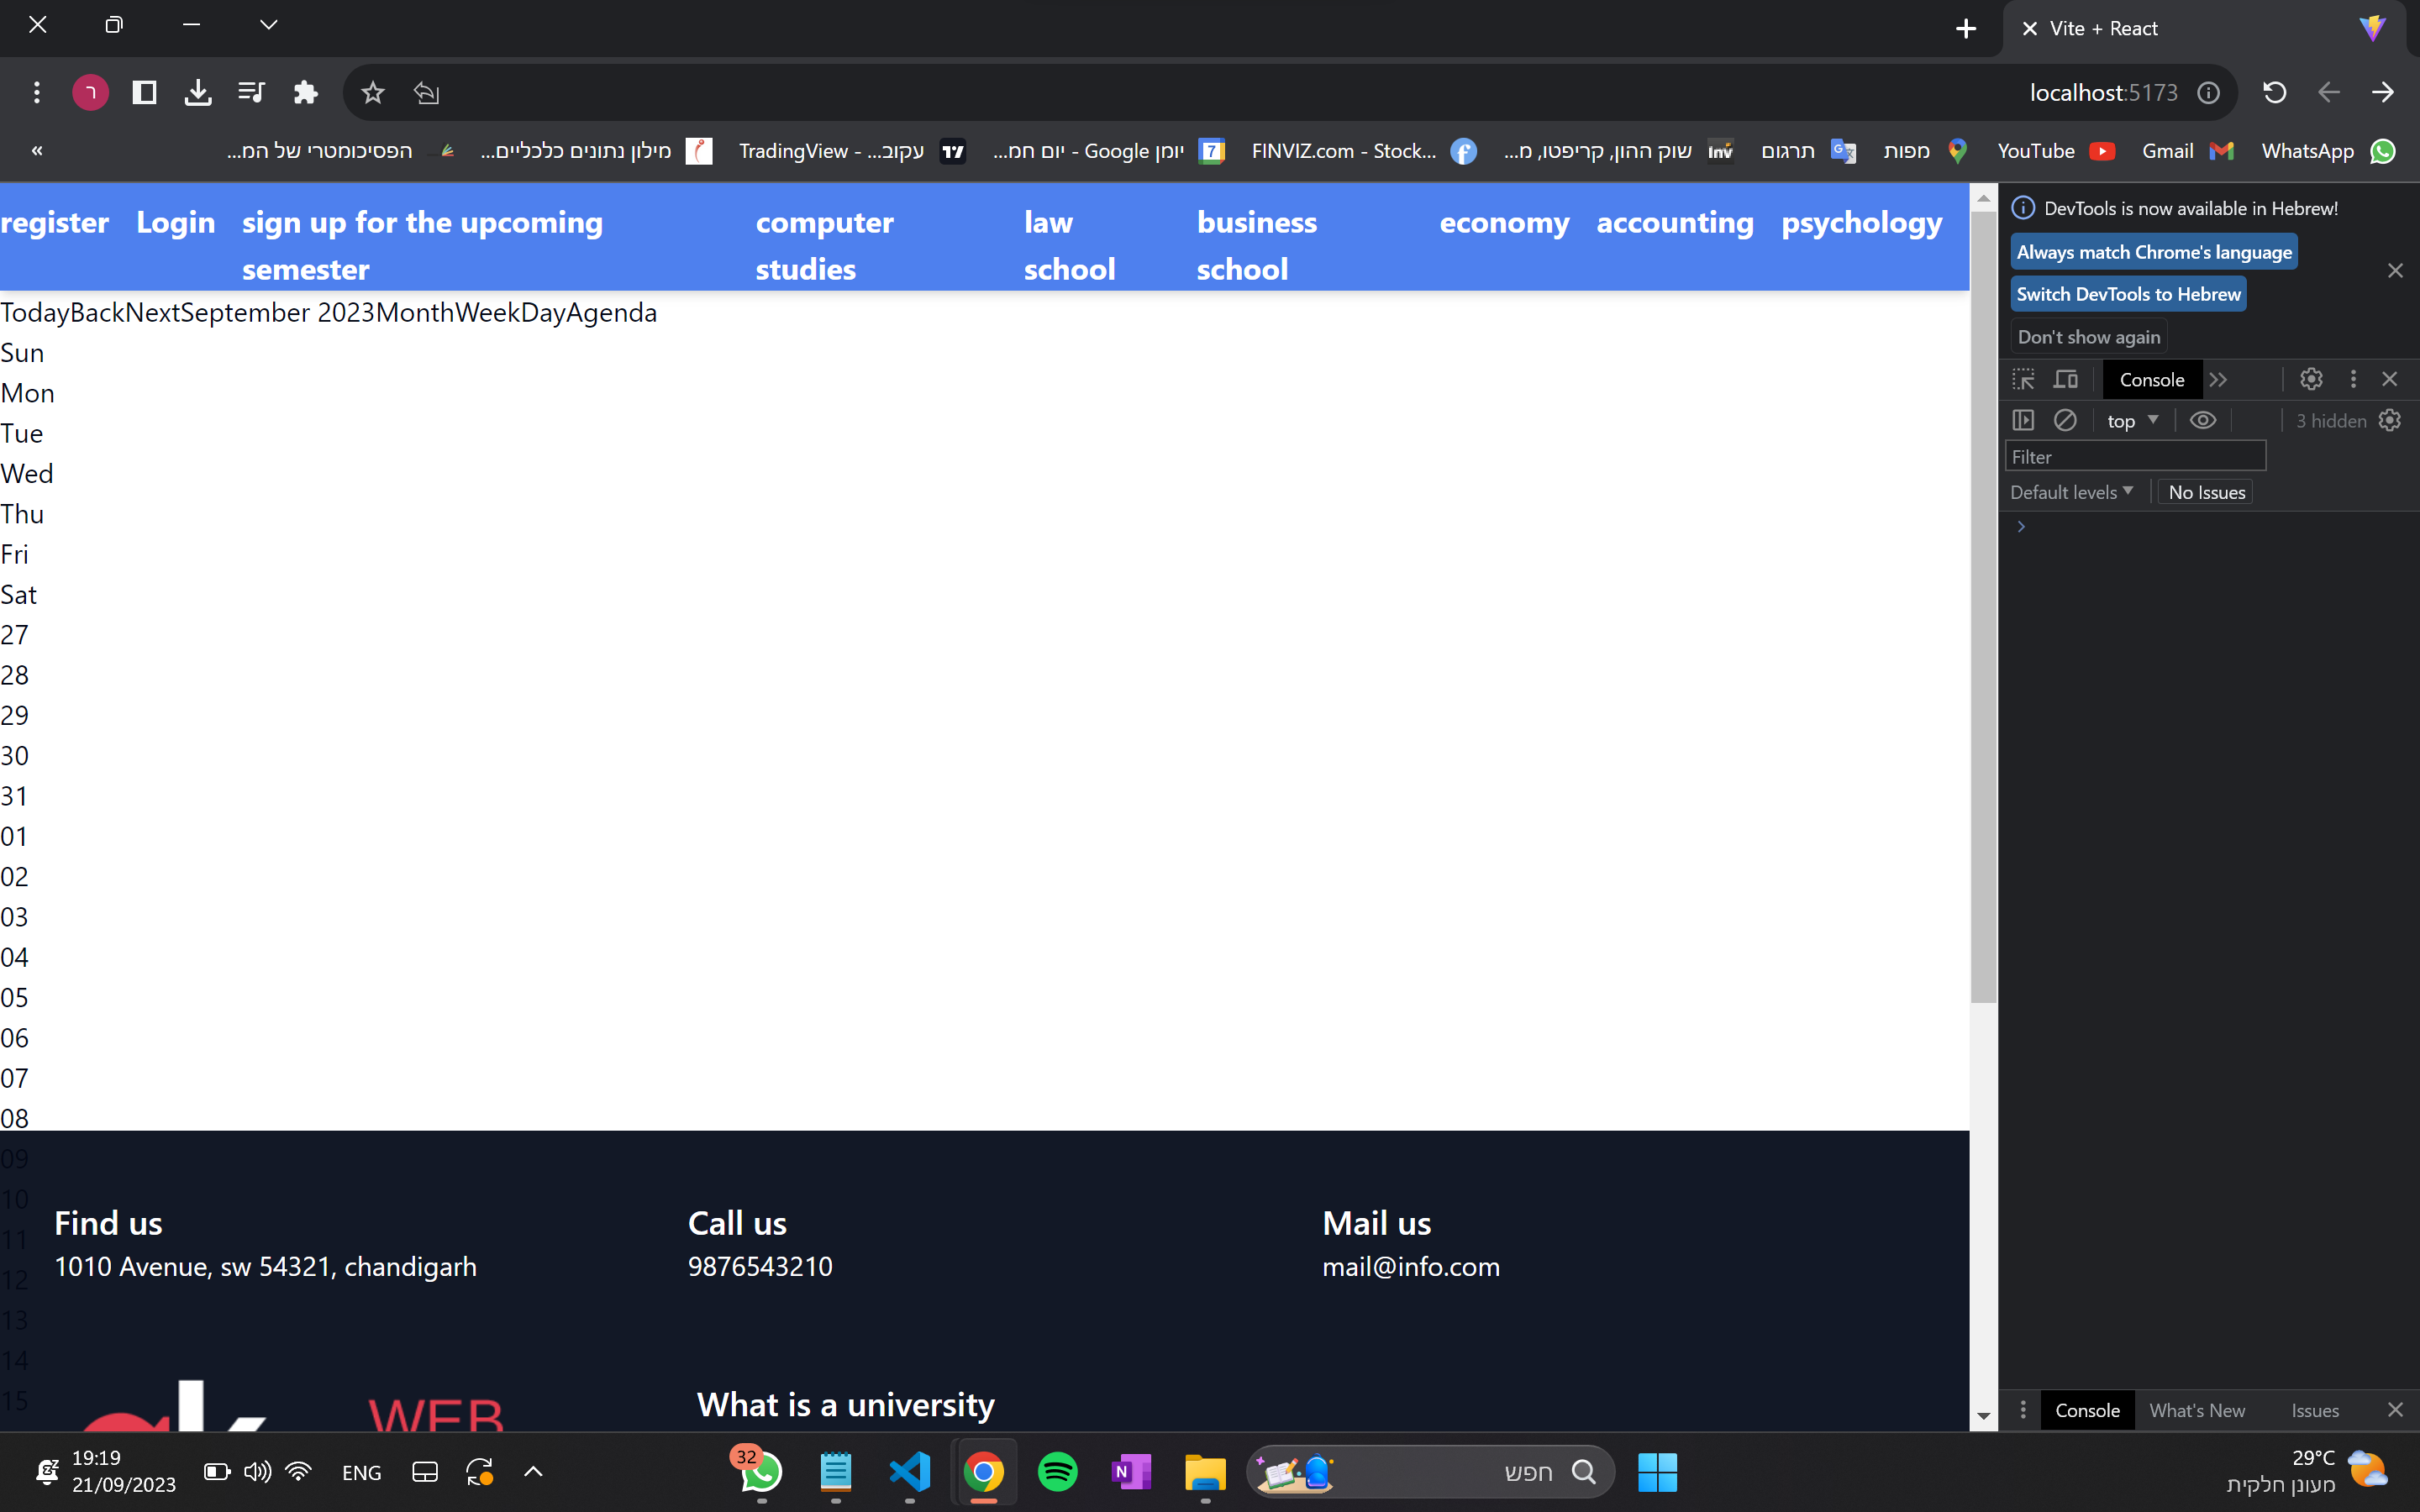 Vite + React
localhost:5173
WhatsApp
Gmail
YouTube
מפות
תרגום
שוק ההון, קריפטו, מ...
FINVIZ.com - Stock...
יומן Google - יום חמ...
TradingView - עקוב...
מילון נתונים כלכליים...
הפסיכומטרי של המ...
«
register Login sign up for the upcoming semester computer studies law school business school economy accounting psychology
TodayBackNextSeptember 2023MonthWeekDayAgenda
Sun
Mon
Tue
Wed
Thu
Fri
Sat
27
28
29
30
31
01
02
03
04
05
06
07
08
09
10
11
12
13
14
15
Find us
1010 Avenue, sw 54321, chandigarh
Call us
9876543210
Mail us
mail@info.com
WEB
What is a university
DevTools is now available in Hebrew!
Always match Chrome's language
Switch DevTools to Hebrew
Don't show again
Console
top
3 hidden
Filter
Default levels
No Issues
Console What's New Issues
19:19
21/09/2023
ENG
32
חפש
29°C
מעונן חלקית